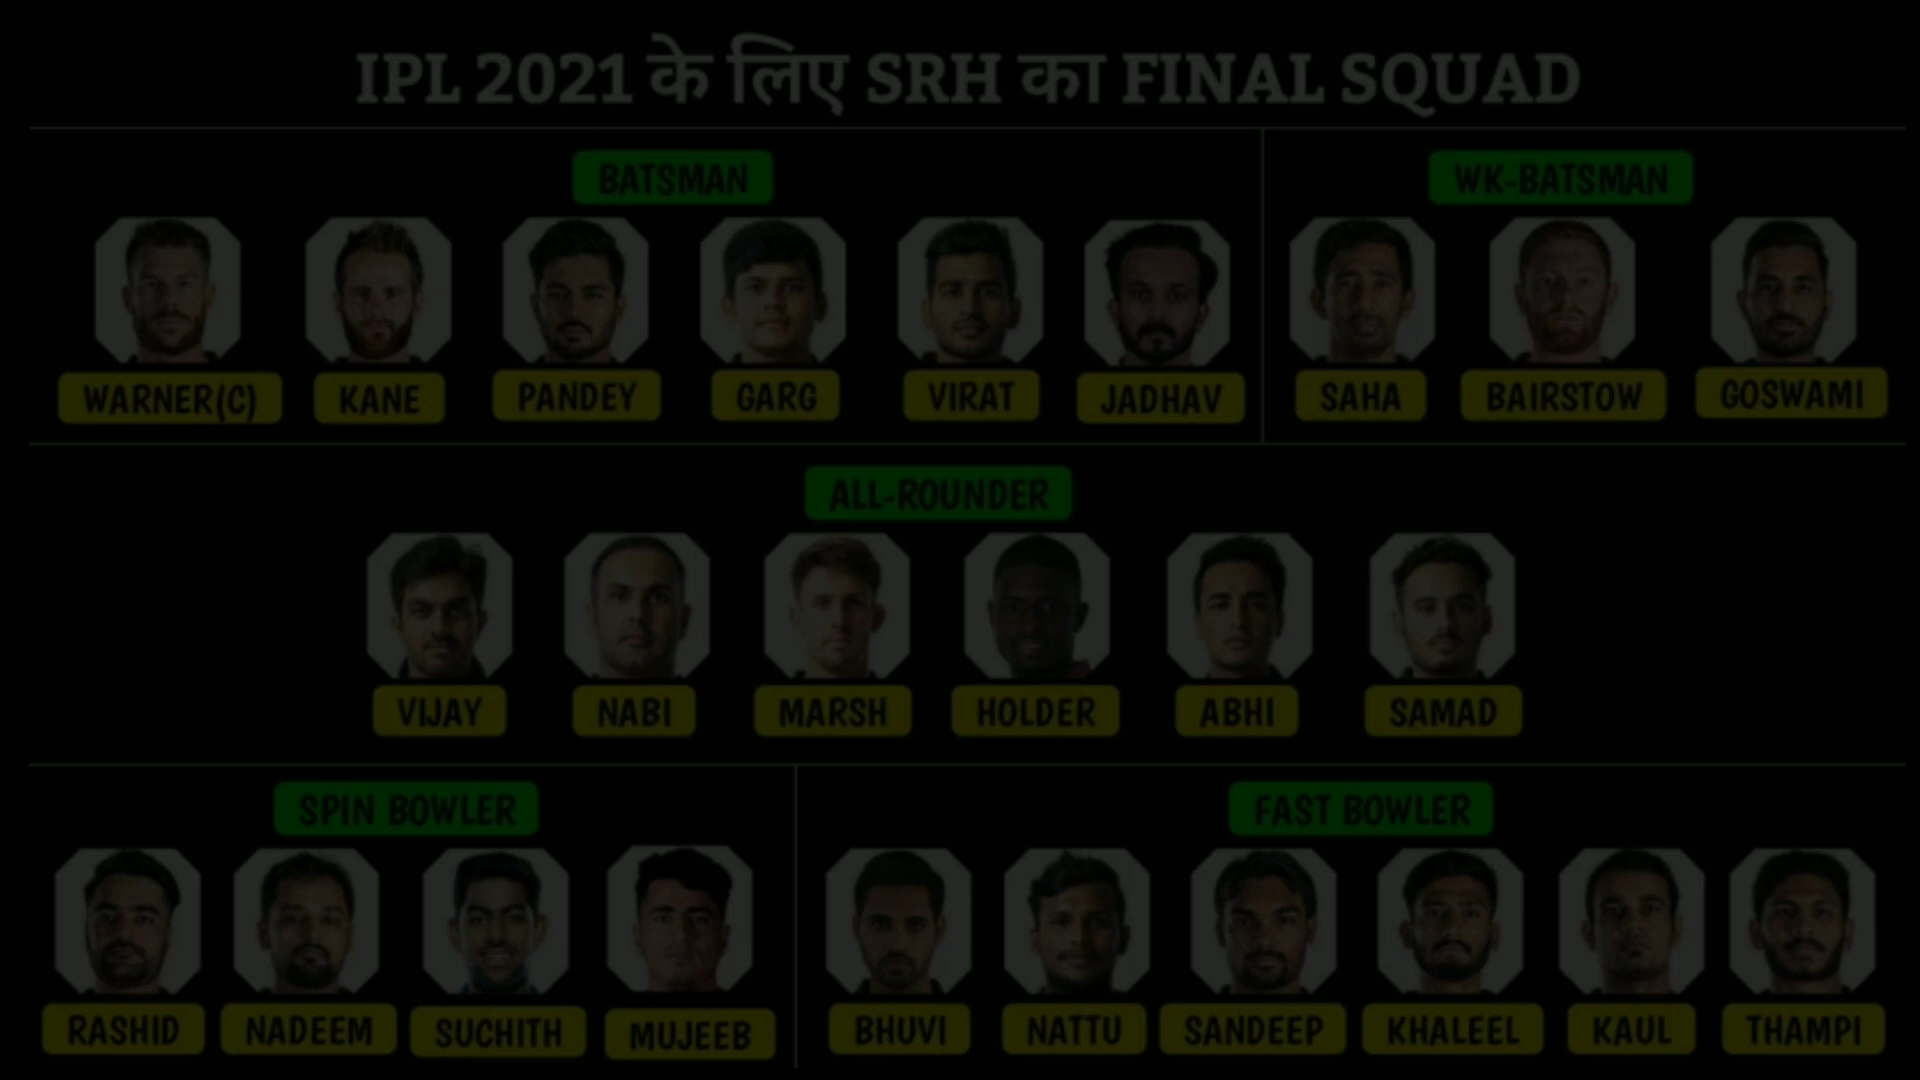 IPL 2021 के लिए SRH का FINAL SQUAD
BATSMAN
WARNER(C) KANE PANDEY GARG VIRAT JADHAV
WK-BATSMAN
SAHA BAIRSTOW GOSWAMI
ALL-ROUNDER
VIJAY NABI MARSH HOLDER ABHI SAMAD
SPIN BOWLER
RASHID NADEEM SUCHITH MUJEEB
FAST BOWLER
BHUVI NATTU SANDEEP KHALEEL KAUL THAMPI